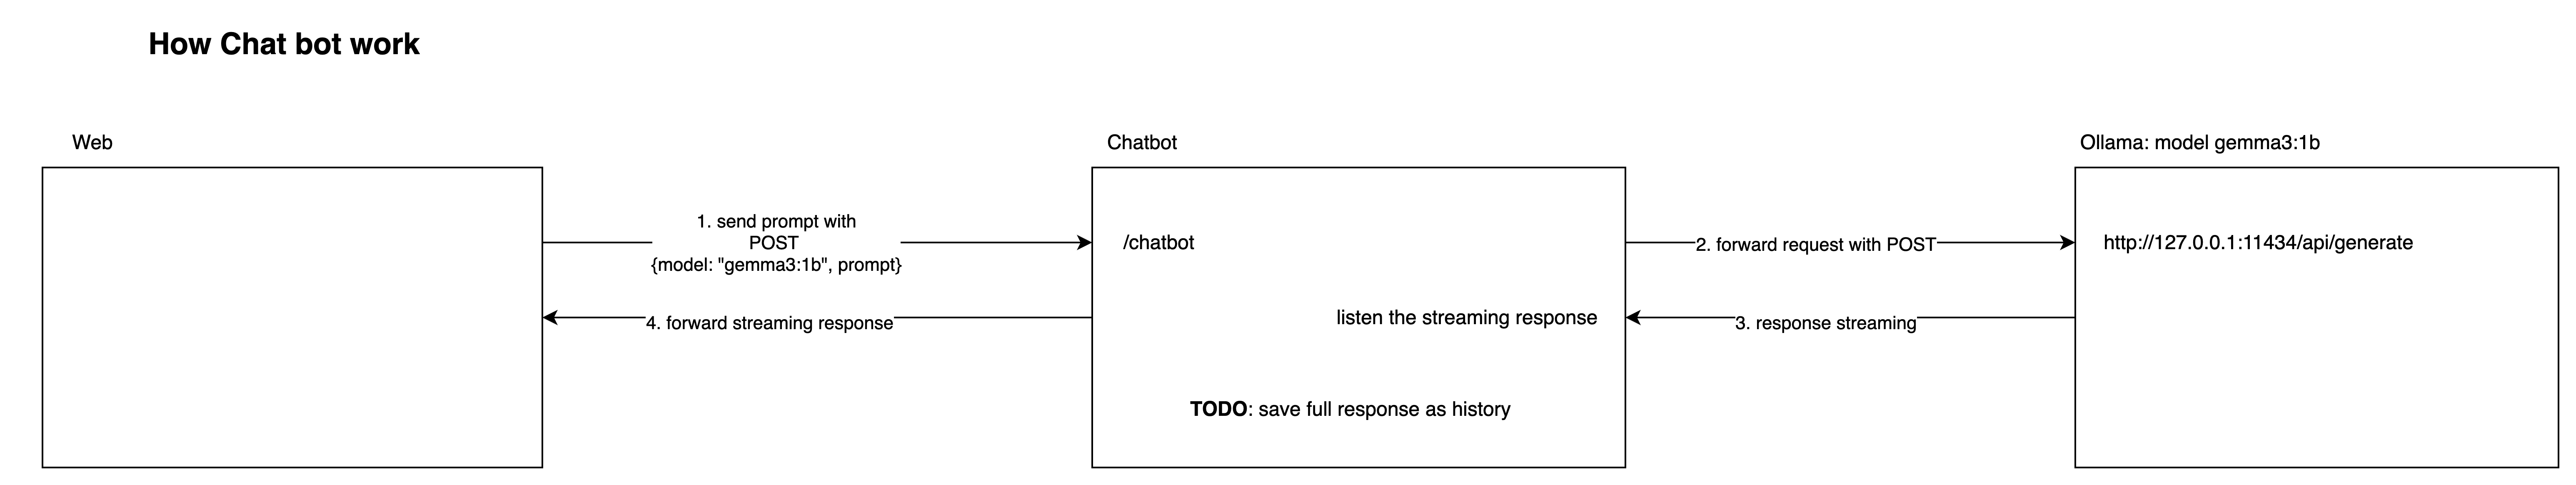 How Chat bot work
Web
Chatbot
Ollama: model gemma3:1b
1. send prompt with
POST
{model: "gemma3:1b", prompt}
/chatbot
2. forward request with POST
http://127.0.0.1:11434/api/generate
4. forward streaming response
listen the streaming response
3. response streaming
TODO: save full response as history